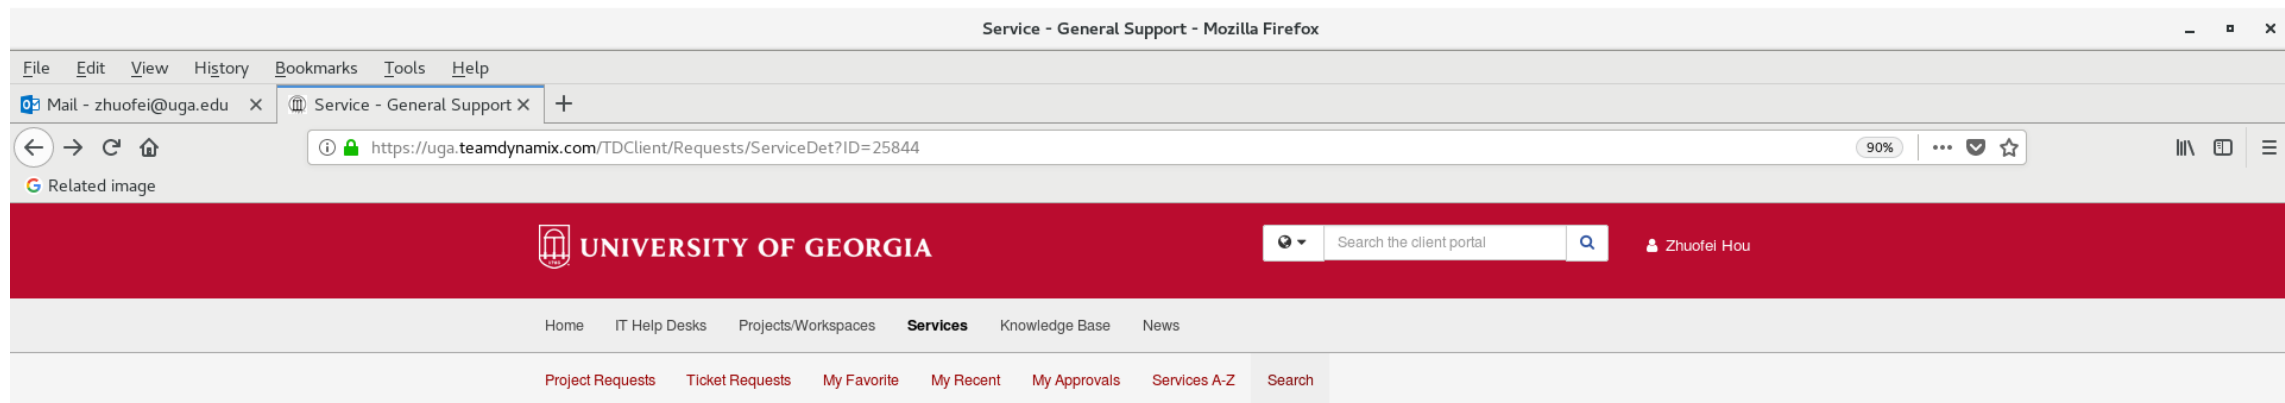 Service - General Support - Mozilla Firefox
File Edit View History Bookmarks Tools Help
Mail - zhuofei@uga.edu Service - General Support
https://uga.teamdynamix.com/TDClient/Requests/ServiceDet?ID=25844 90%
Related image
UNIVERSITY OF GEORGIA Search the client portal Zhuofei Hou
Home IT Help Desks Projects/Workspaces Services Knowledge Base News
Project Requests Ticket Requests My Favorite My Recent My Approvals Services A-Z Search